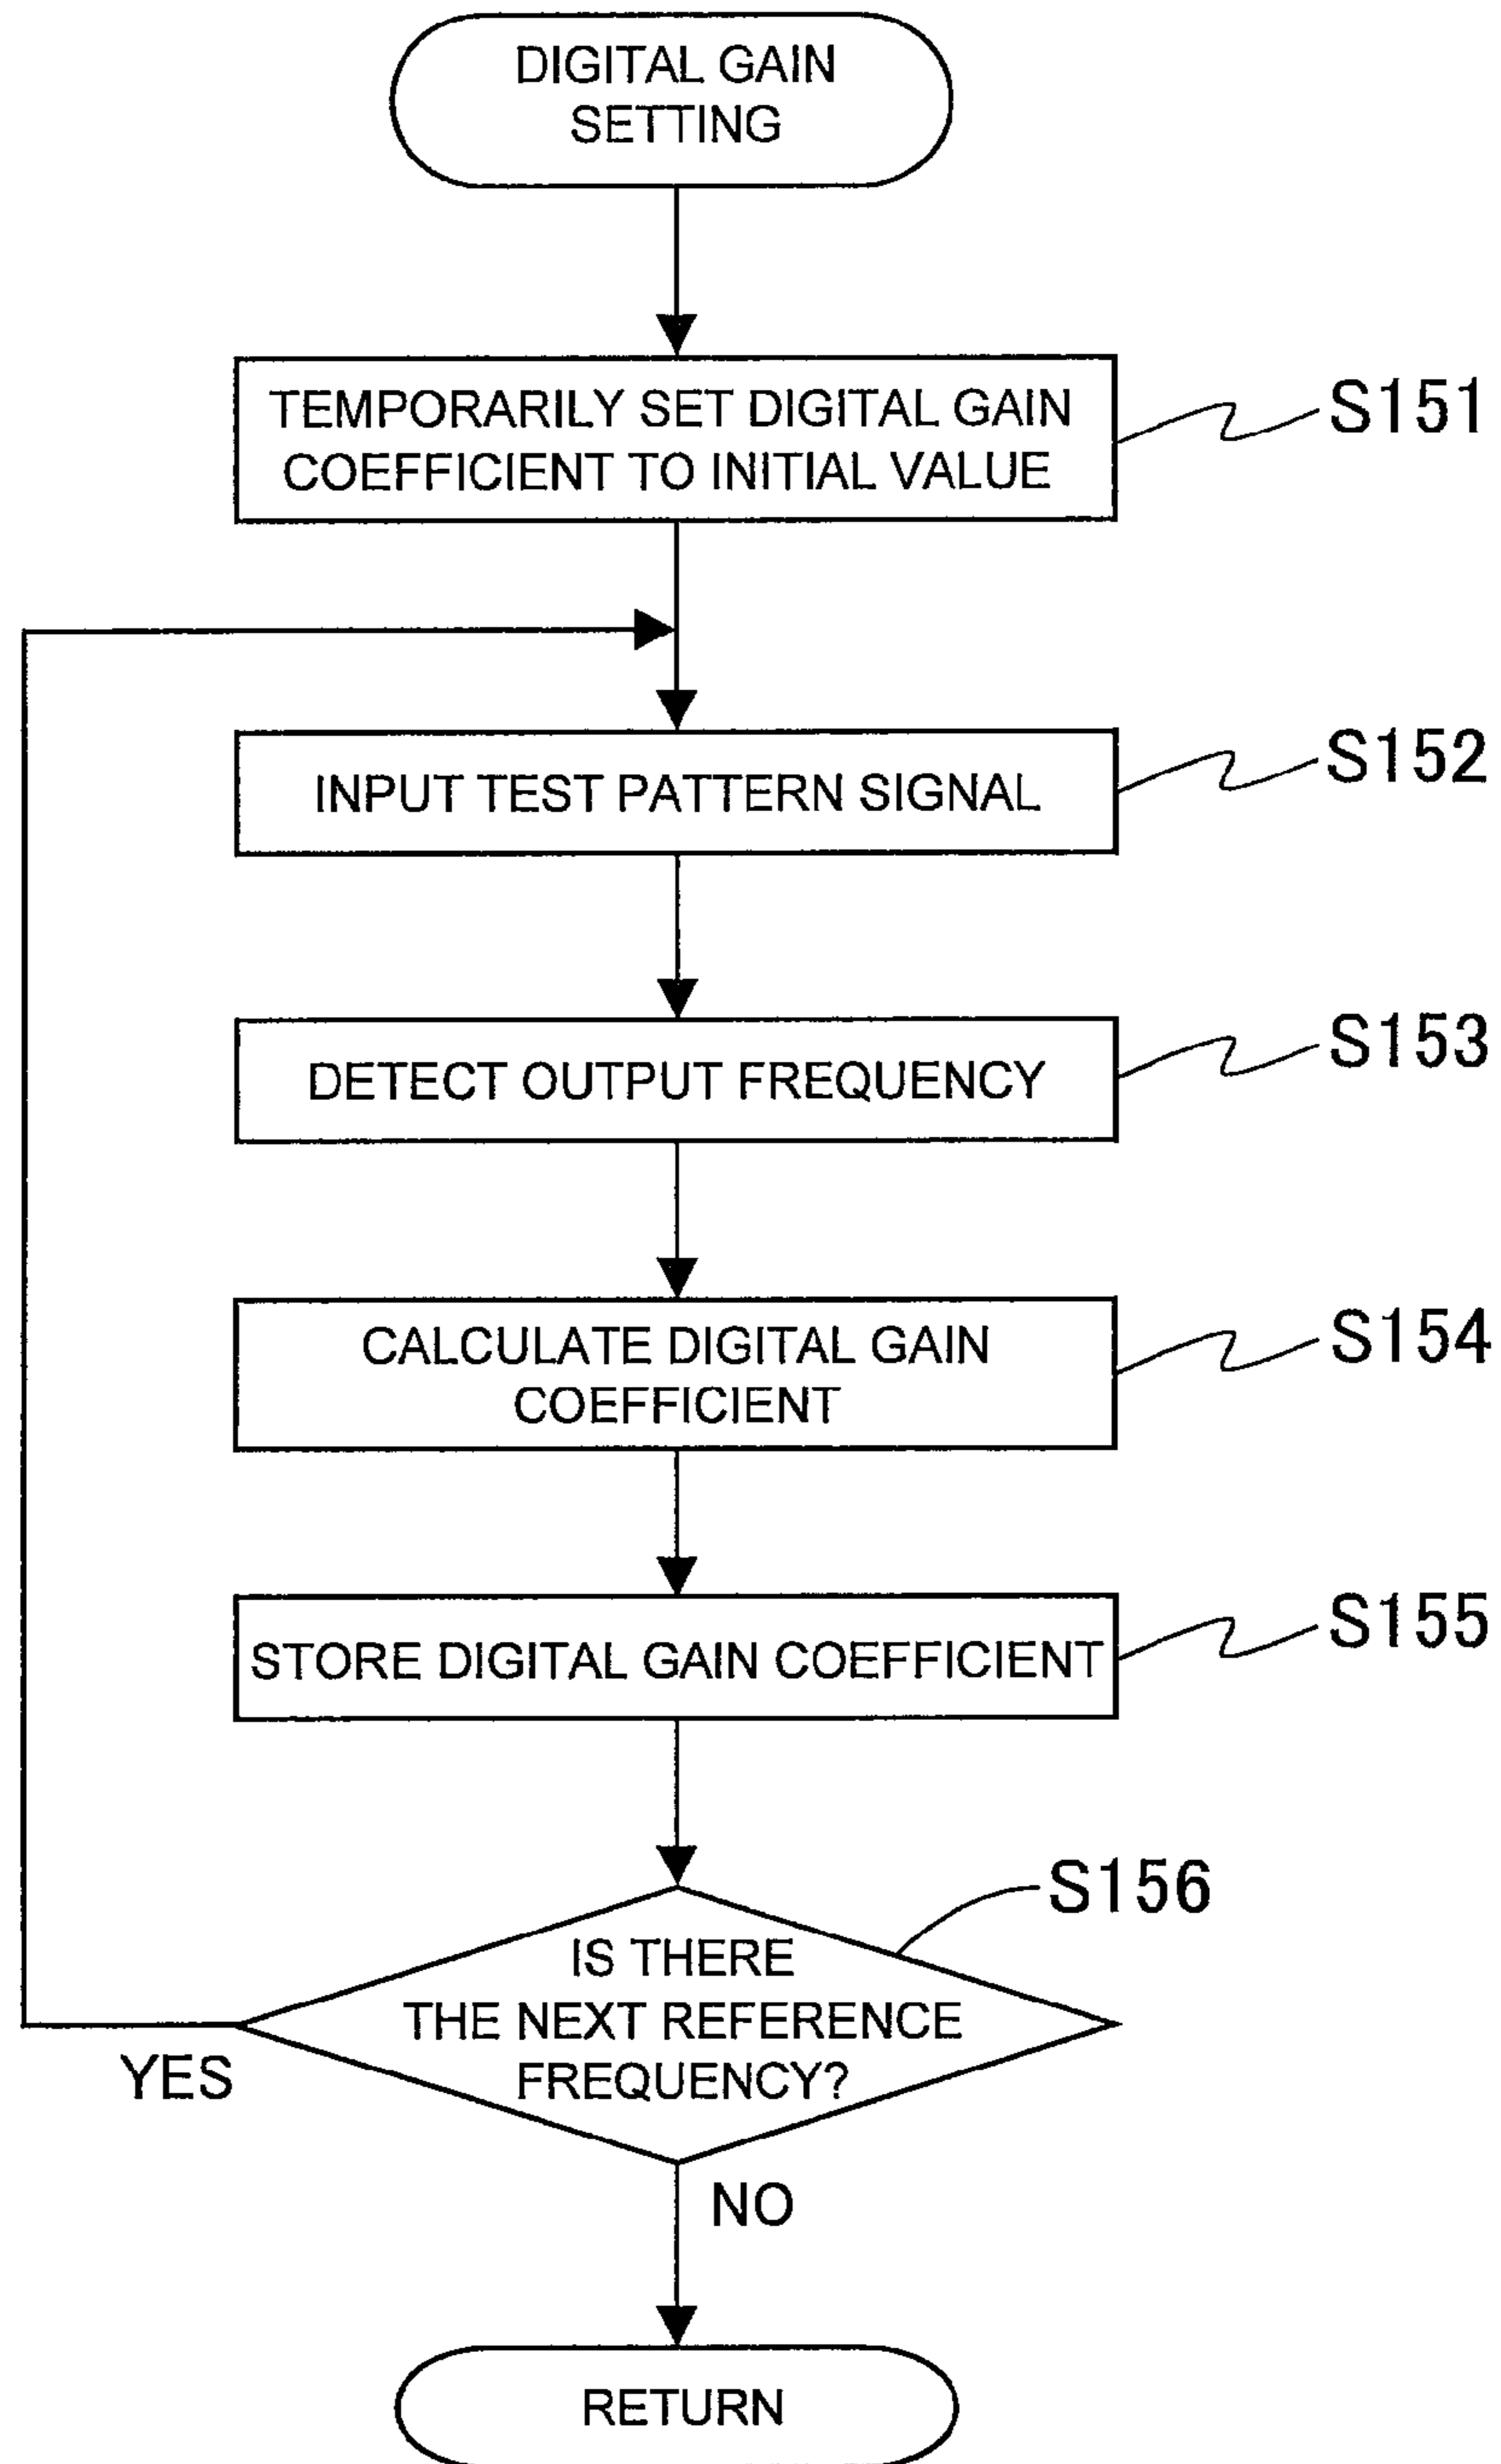 DIGITAL GAIN
SETTING
TEMPORARILY SET DIGITAL GAIN
COEFFICIENT TO INITIAL VALUE
S151
INPUT TEST PATTERN SIGNAL
S152
DETECT OUTPUT FREQUENCY
S153
CALCULATE DIGITAL GAIN
COEFFICIENT
S154
STORE DIGITAL GAIN COEFFICIENT
S155
S156
IS THERE
THE NEXT REFERENCE
FREQUENCY?
YES
NO
RETURN